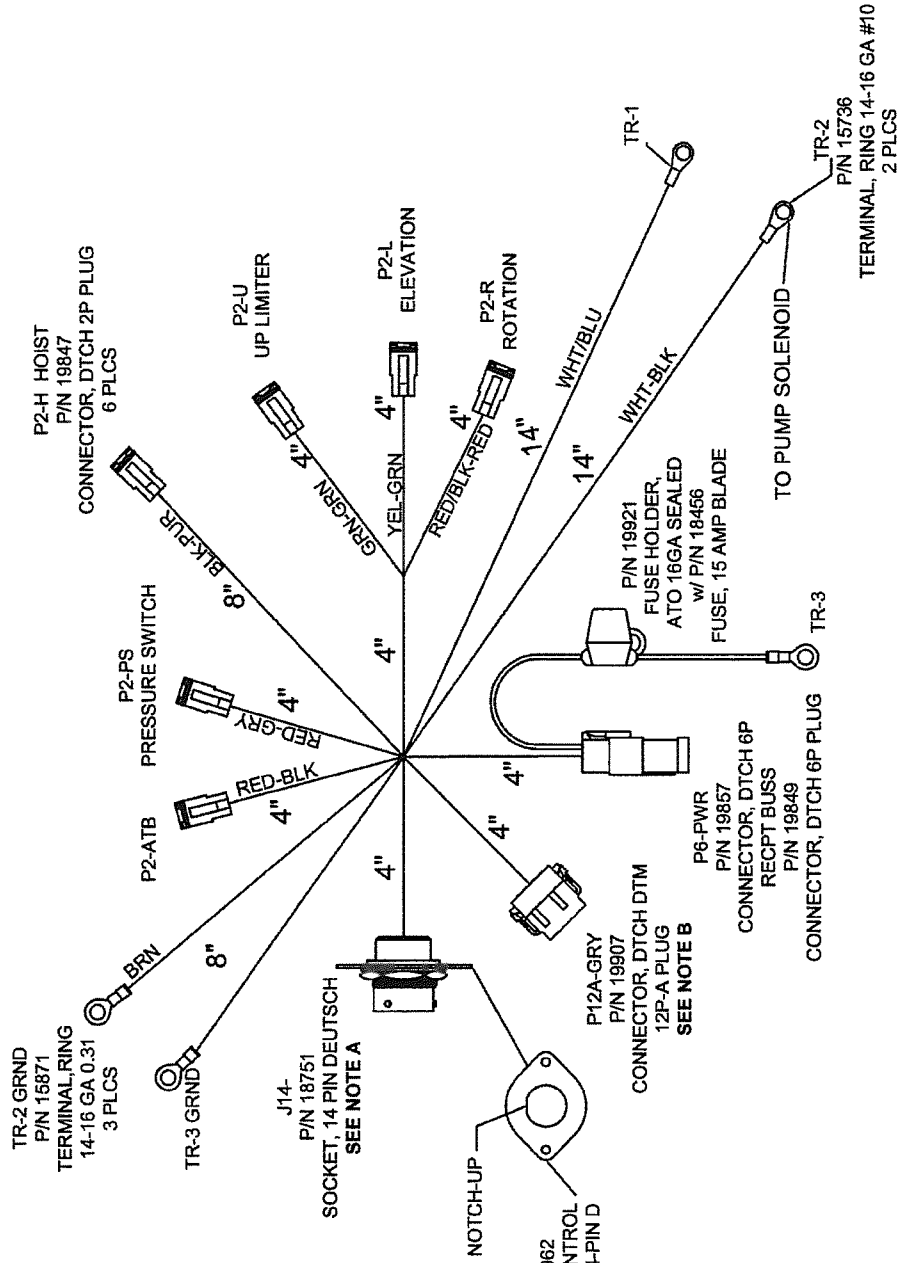 P2-H HOIST
P/N 19847
CONNECTOR, DTCH 2P PLUG
6 PLCS
P2-U
UP LIMITER
P2-L
ELEVATION
P2-R
ROTATION
TR-1
TR-2
P/N 15736
TERMINAL, RING 14-16 GA #10
2 PLCS
TO PUMP SOLENOID
P2-PS
PRESSURE SWITCH
P2-ATB
TR-2 GRND
P/N 15871
TERMINAL,RING
14-16 GA 0.31
3 PLCS
TR-3 GRND
BRN
8"
RED-BLK
4"
RED-GRY
4"
BLK-PUR
8"
GRN-GRN
4"
YEL-GRN
4"
RED/BLK-RED
4"
4"
WHT/BLU
14"
WHT-BLK
14"
4"
4"
4"
J14-
P/N 18751
SOCKET, 14 PIN DEUTSCH
SEE NOTE A
P12A-GRY
P/N 19907
CONNECTOR, DTCH DTM
12P-A PLUG
SEE NOTE B
P6-PWR
P/N 19857
CONNECTOR, DTCH 6P
RECPT BUSS
P/N 19849
CONNECTOR, DTCH 6P PLUG
P/N 19921
FUSE HOLDER,
ATO 16GA SEALED
w/ P/N 18456
FUSE, 15 AMP BLADE
TR-3
NOTCH-UP
062
NTROL
4-PIN D